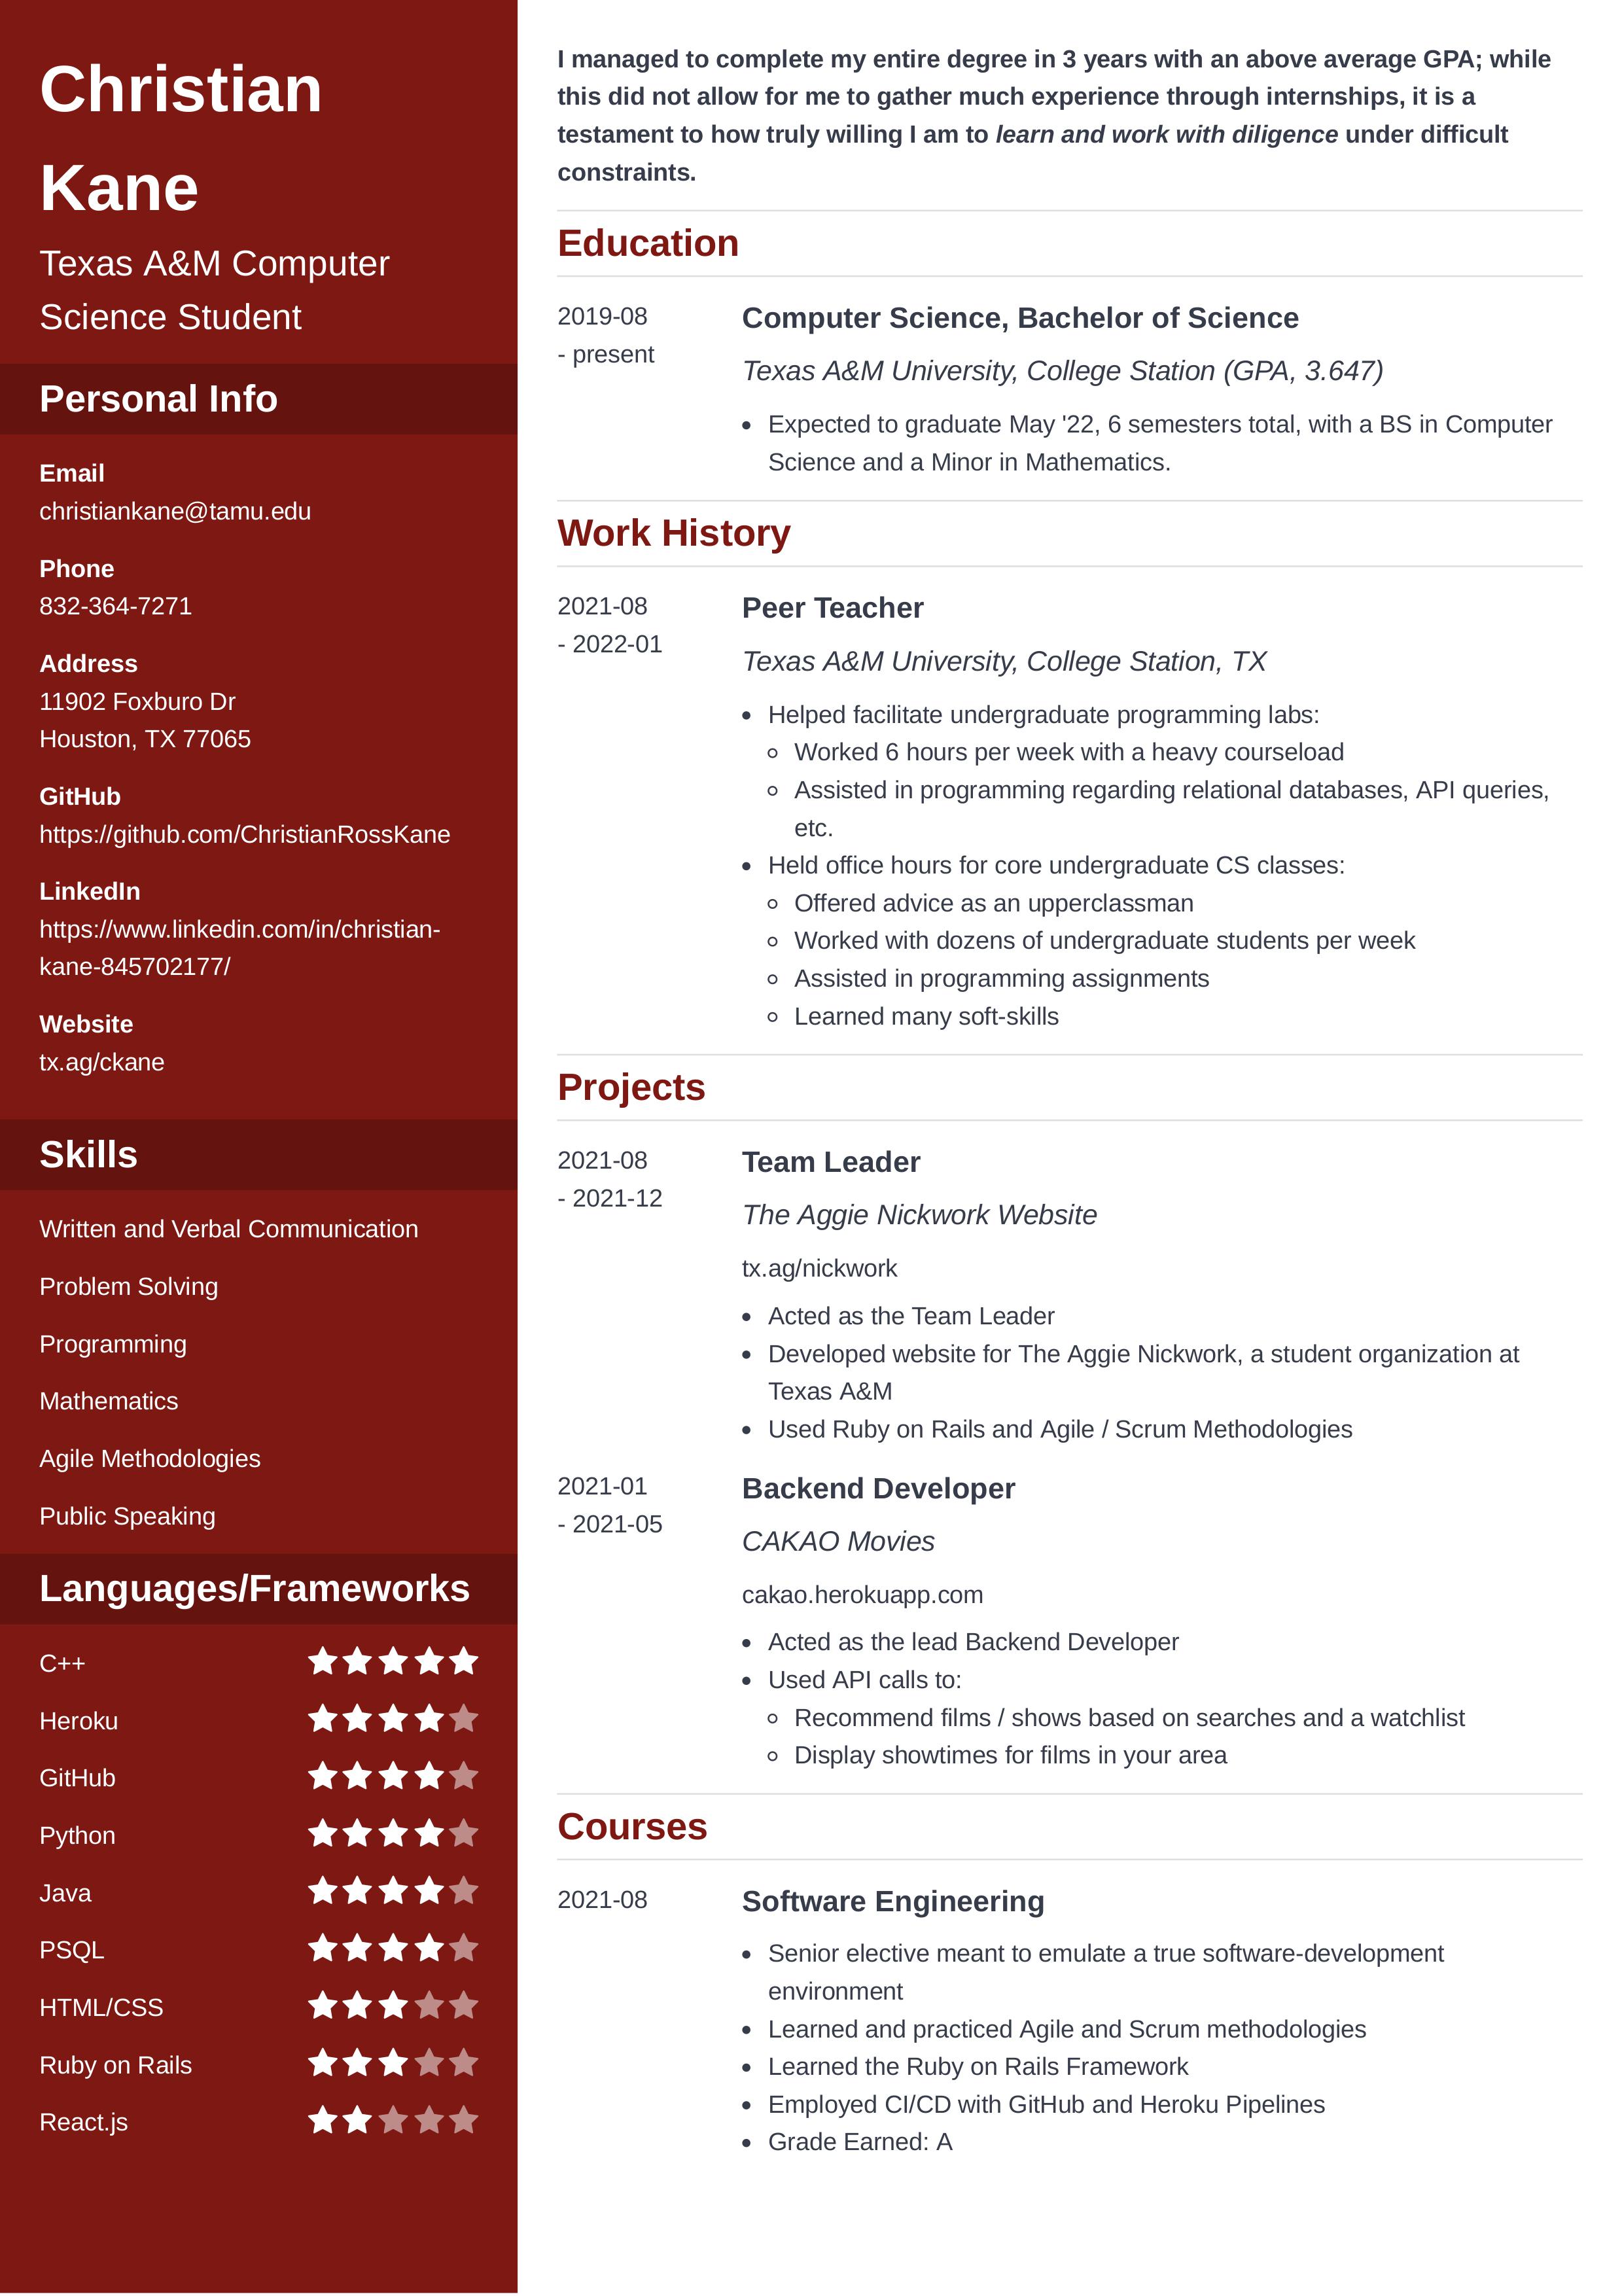 Christian
Kane
Texas A&M Computer
Science Student
Personal Info
Email
christiankane@tamu.edu
Phone
832-364-7271
Address
11902 Foxburo Dr
Houston, TX 77065
GitHub
https://github.com/ChristianRossKane
LinkedIn
https://www.linkedin.com/in/christian-
kane-845702177/
Website
tx.ag/ckane
Skills
Written and Verbal Communication
Problem Solving
Programming
Mathematics
Agile Methodologies
Public Speaking
Languages/Frameworks
C++
Heroku
GitHub
Python
Java
PSQL
HTML/CSS
Ruby on Rails
React.js
I managed to complete my entire degree in 3 years with an above average GPA; while
this did not allow for me to gather much experience through internships, it is a
testament to how truly willing I am to learn and work with diligence under difficult
constraints.
Education
2019-08
- present
Computer Science, Bachelor of Science
Texas A&M University, College Station (GPA, 3.647)
• Expected to graduate May '22, 6 semesters total, with a BS in Computer
Science and a Minor in Mathematics.
Work History
2021-08
- 2022-01
Peer Teacher
Texas A&M University, College Station, TX
• Helped facilitate undergraduate programming labs:
◦ Worked 6 hours per week with a heavy courseload
◦ Assisted in programming regarding relational databases, API queries,
etc.
• Held office hours for core undergraduate CS classes:
◦ Offered advice as an upperclassman
◦ Worked with dozens of undergraduate students per week
◦ Assisted in programming assignments
◦ Learned many soft-skills
Projects
2021-08
- 2021-12
Team Leader
The Aggie Nickwork Website
tx.ag/nickwork
• Acted as the Team Leader
• Developed website for The Aggie Nickwork, a student organization at
Texas A&M
• Used Ruby on Rails and Agile / Scrum Methodologies
2021-01
- 2021-05
Backend Developer
CAKAO Movies
cakao.herokuapp.com
• Acted as the lead Backend Developer
• Used API calls to:
◦ Recommend films / shows based on searches and a watchlist
◦ Display showtimes for films in your area
Courses
2021-08
Software Engineering
• Senior elective meant to emulate a true software-development
environment
• Learned and practiced Agile and Scrum methodologies
• Learned the Ruby on Rails Framework
• Employed CI/CD with GitHub and Heroku Pipelines
• Grade Earned: A